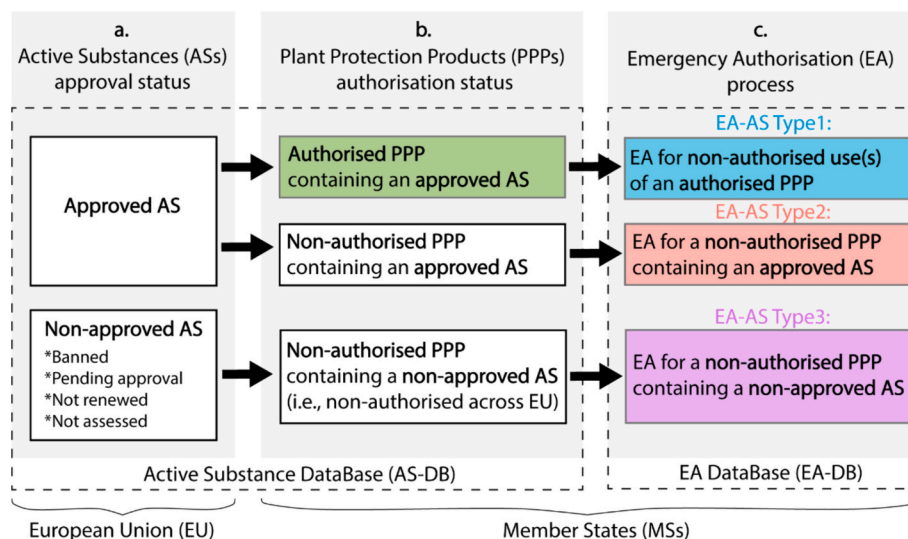 a.
Active Substances (ASs)
approval status
b.
Plant Protection Products (PPPs)
authorisation status
c.
Emergency Authorisation (EA)
process
Approved AS
Non-approved AS
*Banned
*Pending approval
*Not renewed
*Not assessed
Authorised PPP
containing an approved AS
Non-authorised PPP
containing an approved AS
Non-authorised PPP
containing a non-approved AS
(i.e., non-authorised across EU)
EA-AS Type1:
EA for non-authorised use(s)
of an authorised PPP
EA-AS Type2:
EA for a non-authorised PPP
containing an approved AS
EA-AS Type3:
EA for a non-authorised PPP
containing a non-approved AS
Active Substance DataBase (AS-DB)
EA DataBase (EA-DB)
European Union (EU)
Member States (MSs)